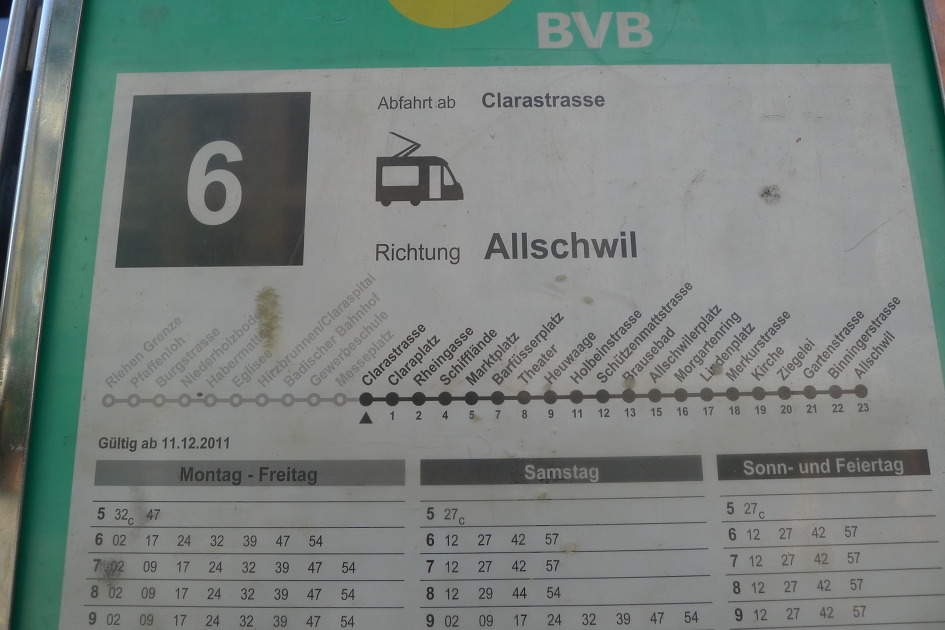 BVB
6
Abfahrt ab Clarastrasse
Richtung Allschwil
Riehen Grenze
Pfaffenloh
Burgstrasse
Niederholzboden
Habermatten
Eglisee
Hirzbrunnen/Claraspital
Badischer Bahnhof
Gewerbeschule
Messeplatz
Clarastrasse
Claraplatz
Rheingasse
Schifflände
Marktplatz
Barfüsserplatz
Theater
Heuwaage
Holbeinstrasse
Schützenmattstrasse
Brausebad
Allschwilerplatz
Morgartenring
Lindenplatz
Merkurstrasse
Kirche
Ziegelei
Gartenstrasse
Binningerstrasse
Allschwil
1 2 4 5 7 8 9 11 12 13 15 16 17 18 19 20 21 22 23
Gültig ab 11.12.2011
Montag - Freitag
5 32c 47
6 02 17 24 32 39 47 54
7 02 09 17 24 32 39 47 54
8 02 09 17 24 32 39 47 54
9 02 09 17 24 32 39 47 54
Samstag
5 27c
6 12 27 42 57
7 12 27 42 57
8 12 29 44 54
9 02 09 17 24 32 39 47 54
Sonn- und Feiertag
5 27c
6 12 27 42 57
7 12 27 42 57
8 12 27 42 57
9 12 27 42 57